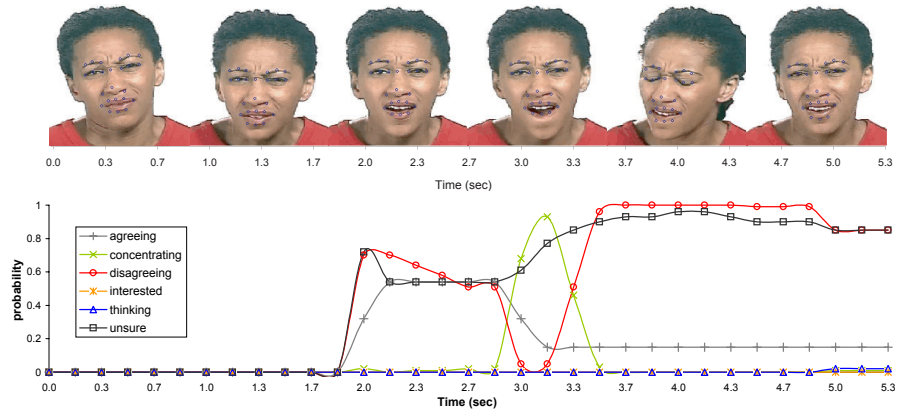 0.0 0.3 0.7 1.0 1.3 1.7 2.0 2.3 2.7 3.0 3.3 3.7 4.0 4.3 4.7 5.0 5.3
Time (sec)
1
0.8
0.6
0.4
0.2
0
probability
agreeing
concentrating
disagreeing
interested
thinking
unsure
0.0 0.3 0.7 1.0 1.3 1.7 2.0 2.3 2.7 3.0 3.3 3.7 4.0 4.3 4.7 5.0 5.3
Time (sec)